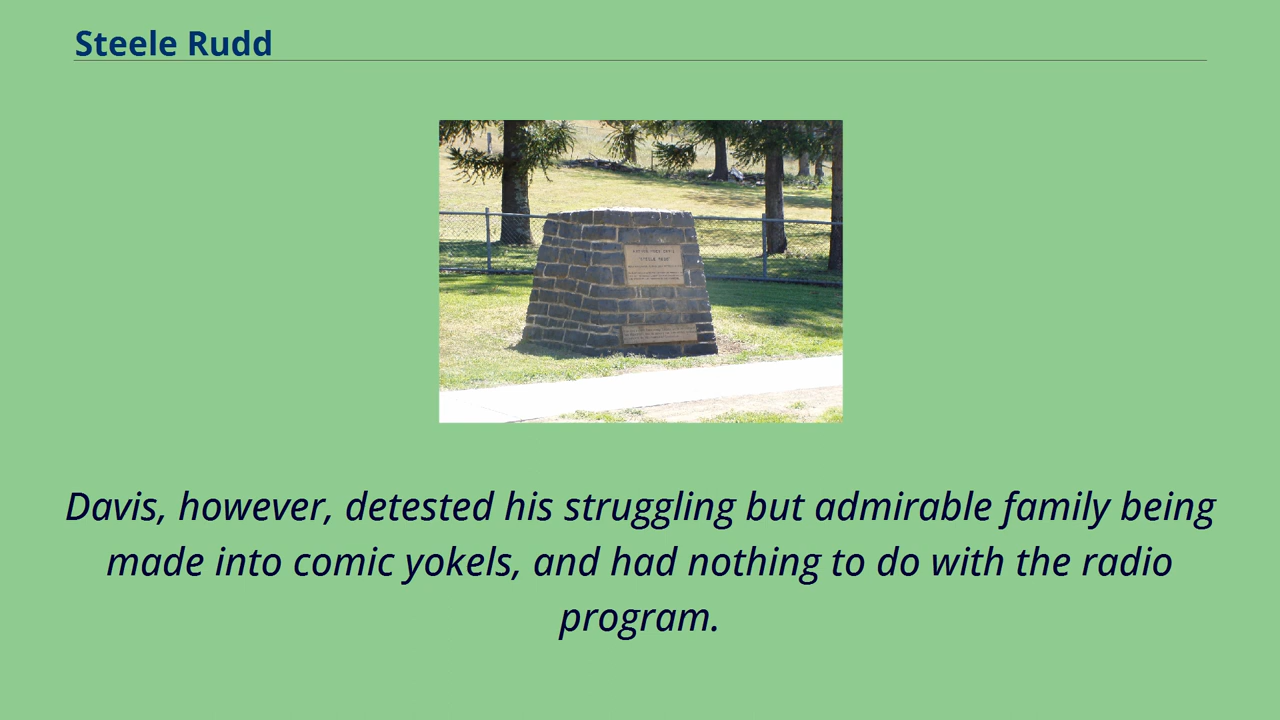 Steele Rudd
Davis, however, detested his struggling but admirable family being
made into comic yokels, and had nothing to do with the radio
program.